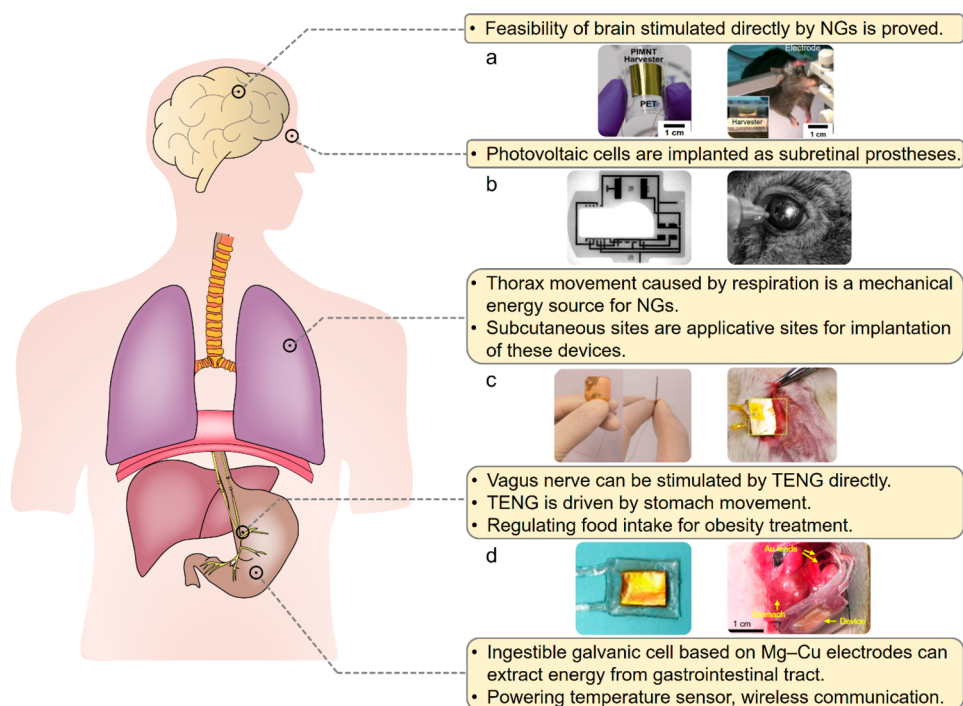 • Feasibility of brain stimulated directly by NGs is proved.
a
PIMNT
Harvester
PET
1 cm
Electrode
Harvester
1 cm
• Photovoltaic cells are implanted as subretinal prostheses.
b
• Thorax movement caused by respiration is a mechanical
energy source for NGs.
• Subcutaneous sites are applicative sites for implantation
of these devices.
c
• Vagus nerve can be stimulated by TENG directly.
• TENG is driven by stomach movement.
• Regulating food intake for obesity treatment.
d
Au leads
Stomach
1 cm
Device
• Ingestible galvanic cell based on Mg–Cu electrodes can
extract energy from gastrointestinal tract.
• Powering temperature sensor, wireless communication.